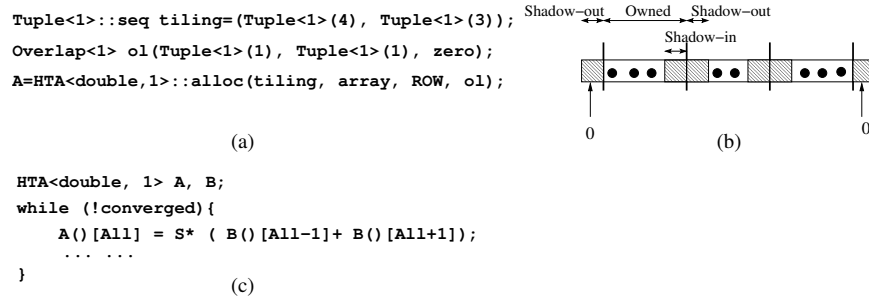 Tuple<1>::seq tiling=(Tuple<1>(4), Tuple<1>(3));
Overlap<1> ol(Tuple<1>(1), Tuple<1>(1), zero);
A=HTA<double,1>::alloc(tiling, array, ROW, ol);
(a)
Shadow-out Owned Shadow-out
Shadow-in
0 0
(b)
HTA<double, 1> A, B;
while (!converged){
A()[All] = S* ( B()[All-1]+ B()[All+1]);
... ...
}
(c)